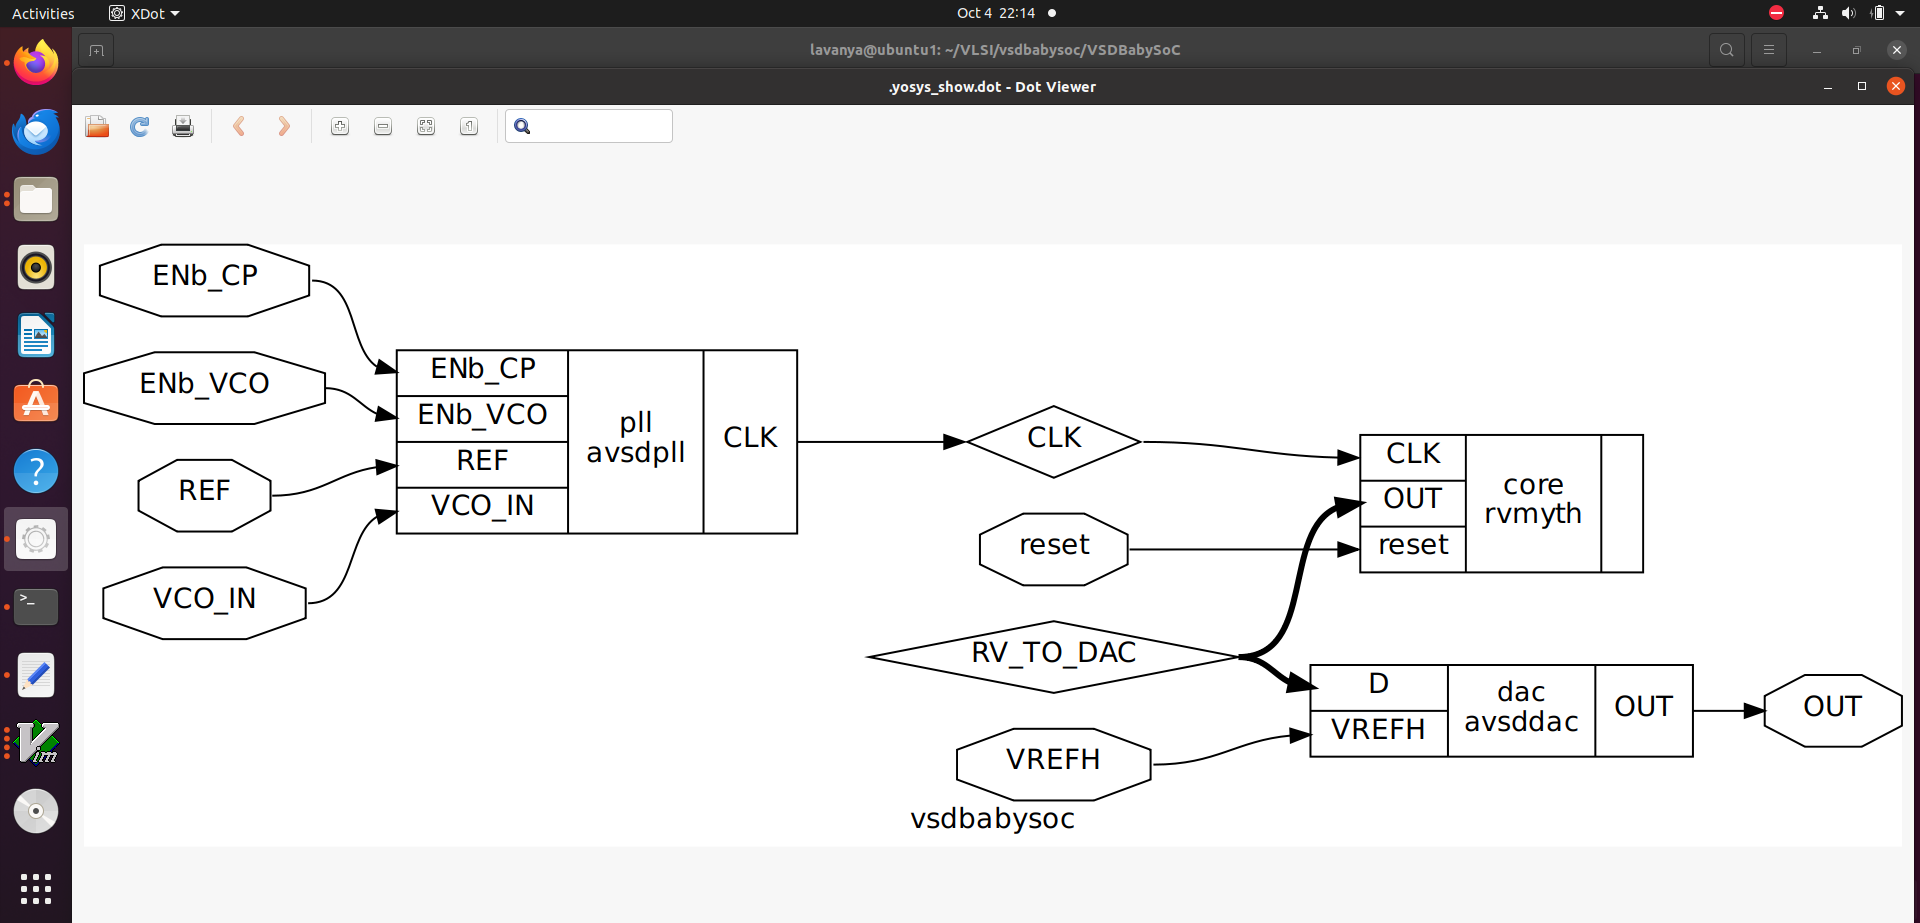 Activities
XDot
Oct 4 22:14
lavanya@ubuntu1: ~/VLSI/vsdbabysoc/VSDBabySoC
.yosys_show.dot - Dot Viewer
ENb_CP
ENb_VCO
REF
VCO_IN
ENb_CP
ENb_VCO
REF
VCO_IN
pll
avsdpll
CLK
CLK
reset
RV_TO_DAC
VREFH
CLK
OUT
reset
core
rvmyth
D
VREFH
dac
avsddac
OUT
OUT
vsdbabysoc